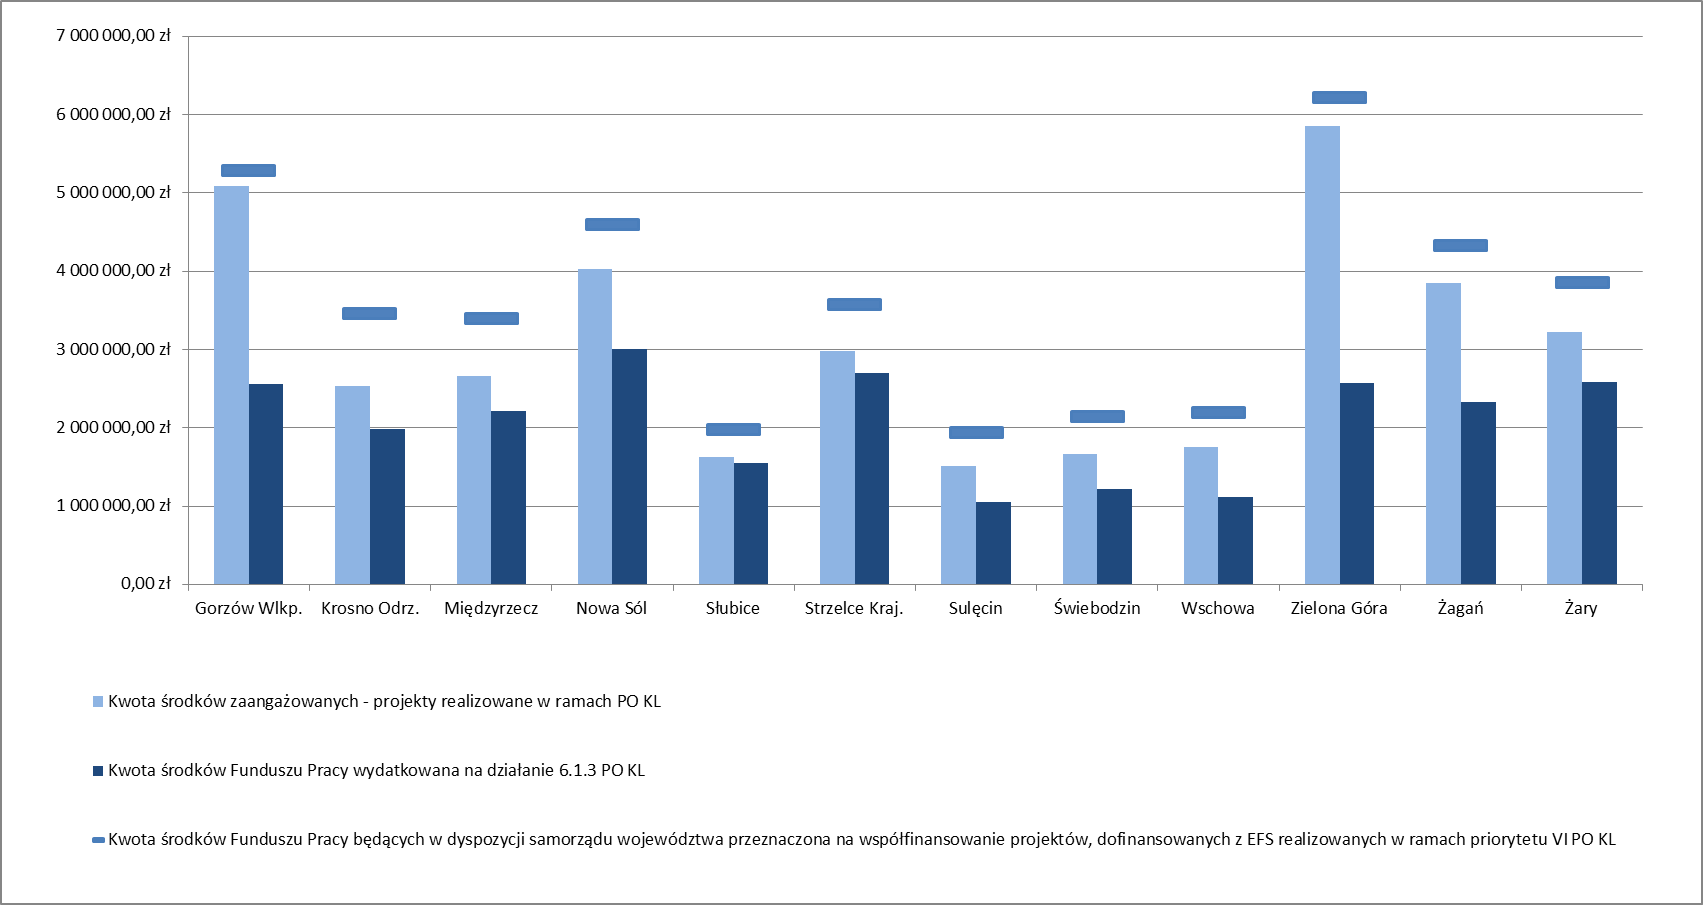 7 000 000,00 zł
6 000 000,00 zł
5 000 000,00 zł
4 000 000,00 zł
3 000 000,00 zł
2 000 000,00 zł
1 000 000,00 zł
0,00 zł
Gorzów Wlkp. Krosno Odrz. Międzyrzecz Nowa Sól Słubice Strzelce Kraj. Sulęcin Świebodzin Wschowa Zielona Góra Żagań Żary
Kwota środków zaangażowanych - projekty realizowane w ramach PO KL
Kwota środków Funduszu Pracy wydatkowana na działanie 6.1.3 PO KL
Kwota środków Funduszu Pracy będących w dyspozycji samorządu województwa przeznaczona na współfinansowanie projektów, dofinansowanych z EFS realizowanych w ramach priorytetu VI PO KL